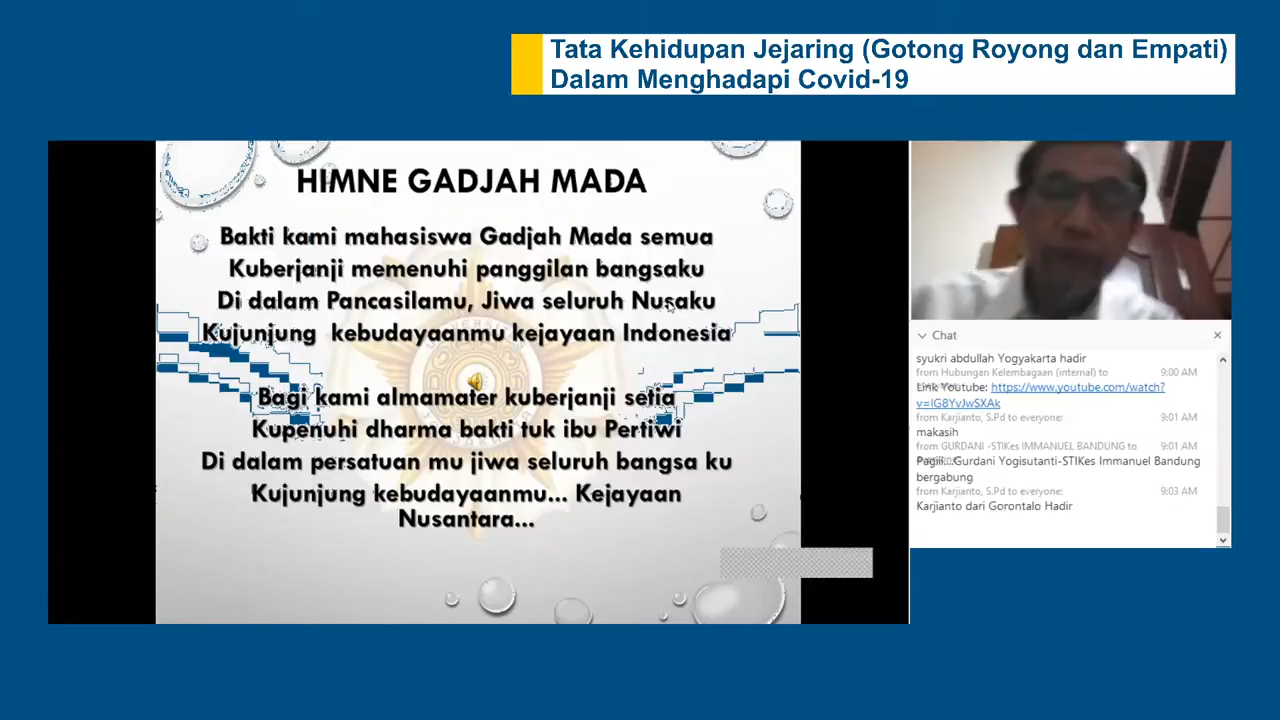 Tata Kehidupan Jejaring (Gotong Royong dan Empati)
Dalam Menghadapi Covid-19
HIMNE GADJAH MADA
Bakti kami mahasiswa Gadjah Mada semua
Kuberjanji memenuhi panggilan bangsaku
Di dalam Pancasilamu, Jiwa seluruh Nusaku
Kujunjung kebudayaanmu kejayaan Indonesia
Bagi kami almamater kuberjanji setia
Kupenuhi dharma bakti tuk ibu Pertiwi
Di dalam persatuan mu jiwa seluruh bangsa ku
Kujunjung kebudayaanmu... Kejayaan
Nusantara...
Chat
syukri abdullah Yogyakarta hadir
from Hubungan Kelembagaan (internal) to 9:00 AM
Link Youtube: https://www.youtube.com/watch?
v=IG8YvJwSXAk
from Karjianto, S.Pd to everyone: 9:01 AM
makasih
from GURDANI -STIKes IMMANUEL BANDUNG to 9:01 AM
Pagiii...Gurdani Yogisutanti-STIKes Immanuel Bandung
bergabung
from Karjianto, S.Pd to everyone: 9:03 AM
Karjianto dari Gorontalo Hadir